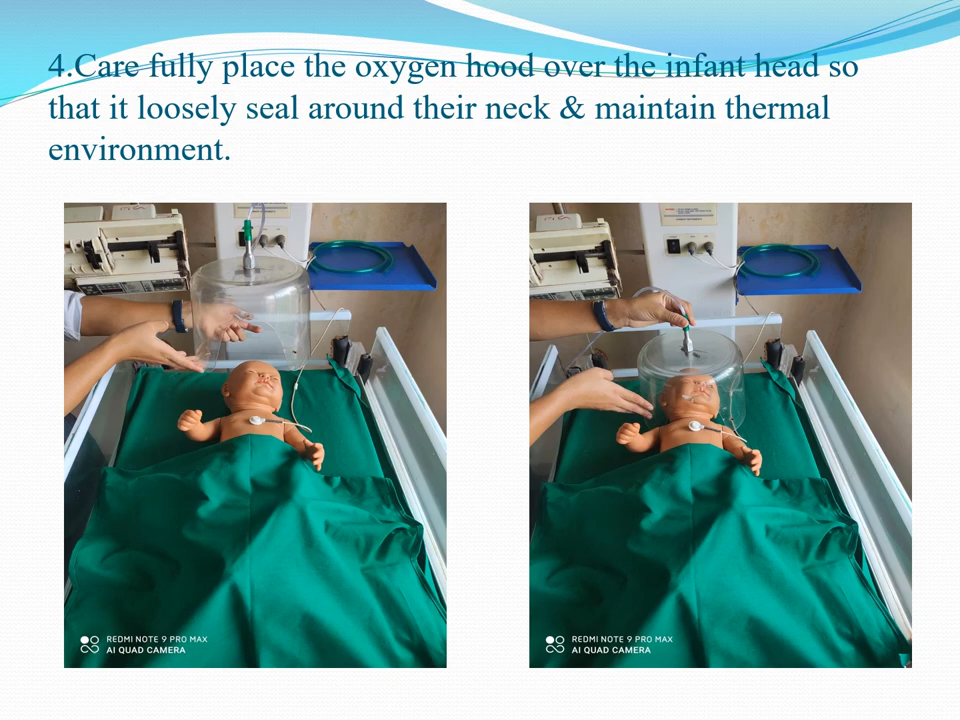 4.Care fully place the oxygen hood over the infant head so
that it loosely seal around their neck & maintain thermal
environment.
REDMI NOTE 9 PRO MAX
AI QUAD CAMERA
REDMI NOTE 9 PRO MAX
AI QUAD CAMERA